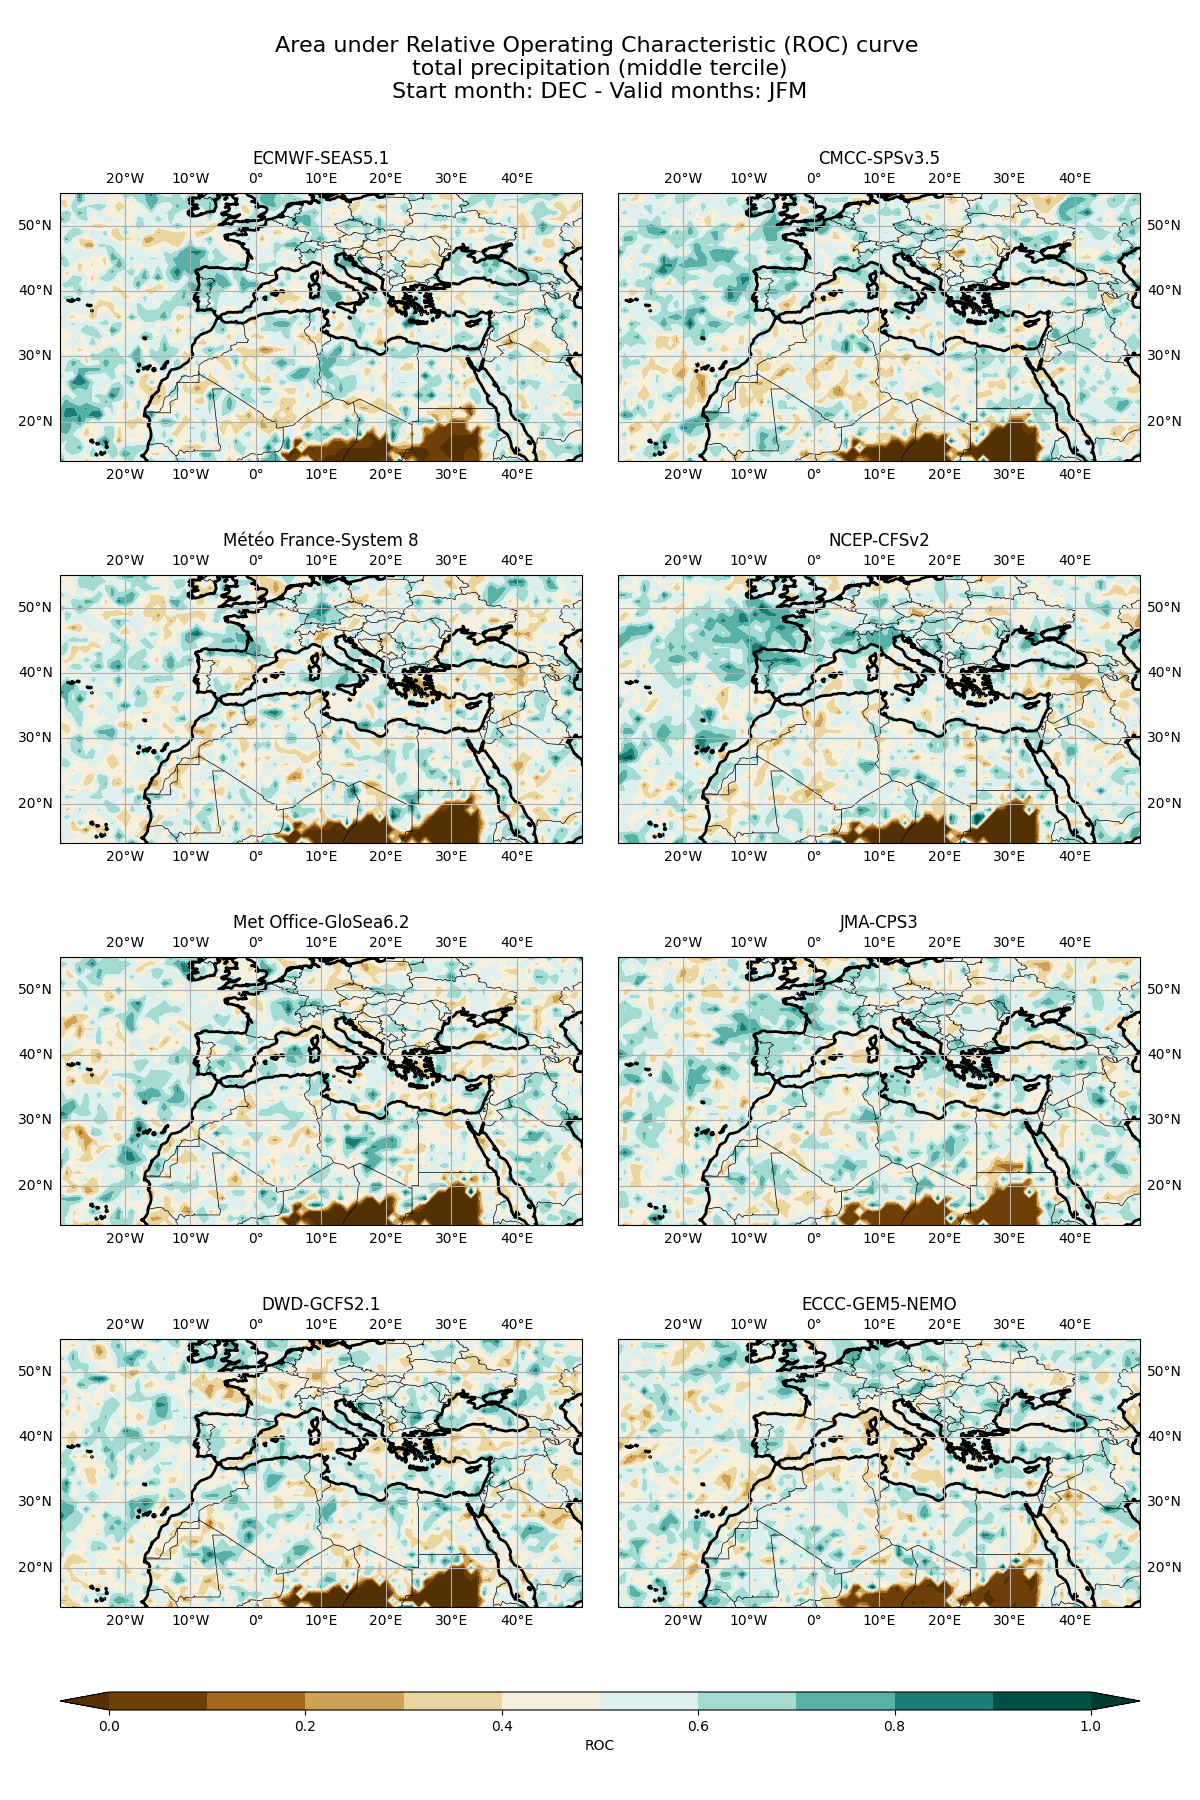 Area under Relative Operating Characteristic (ROC) curve
total precipitation (middle tercile)
Start month: DEC - Valid months: JFM
ECMWF-SEAS5.1
20°W 10°W 0° 10°E 20°E 30°E 40°E
50°N
40°N
30°N
20°N
20°W 10°W 0° 10°E 20°E 30°E 40°E
CMCC-SPSv3.5
20°W 10°W 0° 10°E 20°E 30°E 40°E
50°N
40°N
30°N
20°N
20°W 10°W 0° 10°E 20°E 30°E 40°E
Météo France-System 8
20°W 10°W 0° 10°E 20°E 30°E 40°E
50°N
40°N
30°N
20°N
20°W 10°W 0° 10°E 20°E 30°E 40°E
NCEP-CFSv2
20°W 10°W 0° 10°E 20°E 30°E 40°E
50°N
40°N
30°N
20°N
20°W 10°W 0° 10°E 20°E 30°E 40°E
Met Office-GloSea6.2
20°W 10°W 0° 10°E 20°E 30°E 40°E
50°N
40°N
30°N
20°N
20°W 10°W 0° 10°E 20°E 30°E 40°E
JMA-CPS3
20°W 10°W 0° 10°E 20°E 30°E 40°E
50°N
40°N
30°N
20°N
20°W 10°W 0° 10°E 20°E 30°E 40°E
DWD-GCFS2.1
20°W 10°W 0° 10°E 20°E 30°E 40°E
50°N
40°N
30°N
20°N
20°W 10°W 0° 10°E 20°E 30°E 40°E
ECCC-GEM5-NEMO
20°W 10°W 0° 10°E 20°E 30°E 40°E
50°N
40°N
30°N
20°N
20°W 10°W 0° 10°E 20°E 30°E 40°E
0.0 0.2 0.4 0.6 0.8 1.0
ROC